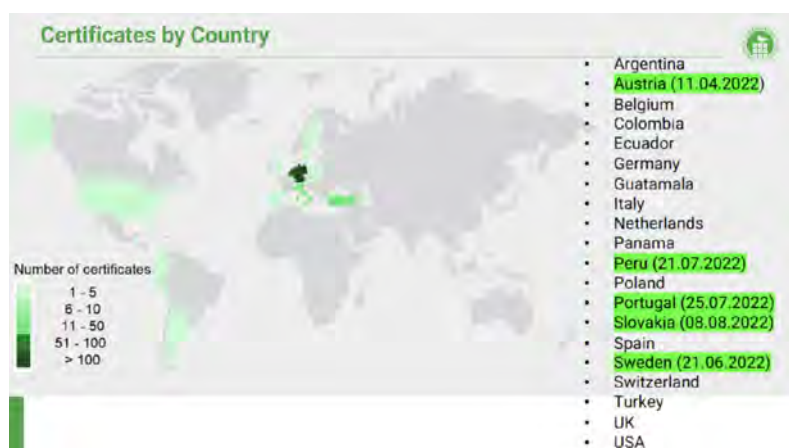 Certificates by Country
Argentina
Austria (11.04.2022)
Belgium
Colombia
Ecuador
Germany
Guatamala
Italy
Netherlands
Panama
Peru (21.07.2022)
Poland
Portugal (25.07.2022)
Slovakia (08.08.2022)
Spain
Sweden (21.06.2022)
Switzerland
Turkey
UK
USA
Number of certificates
1 - 5
6 - 10
11 - 50
51 - 100
> 100